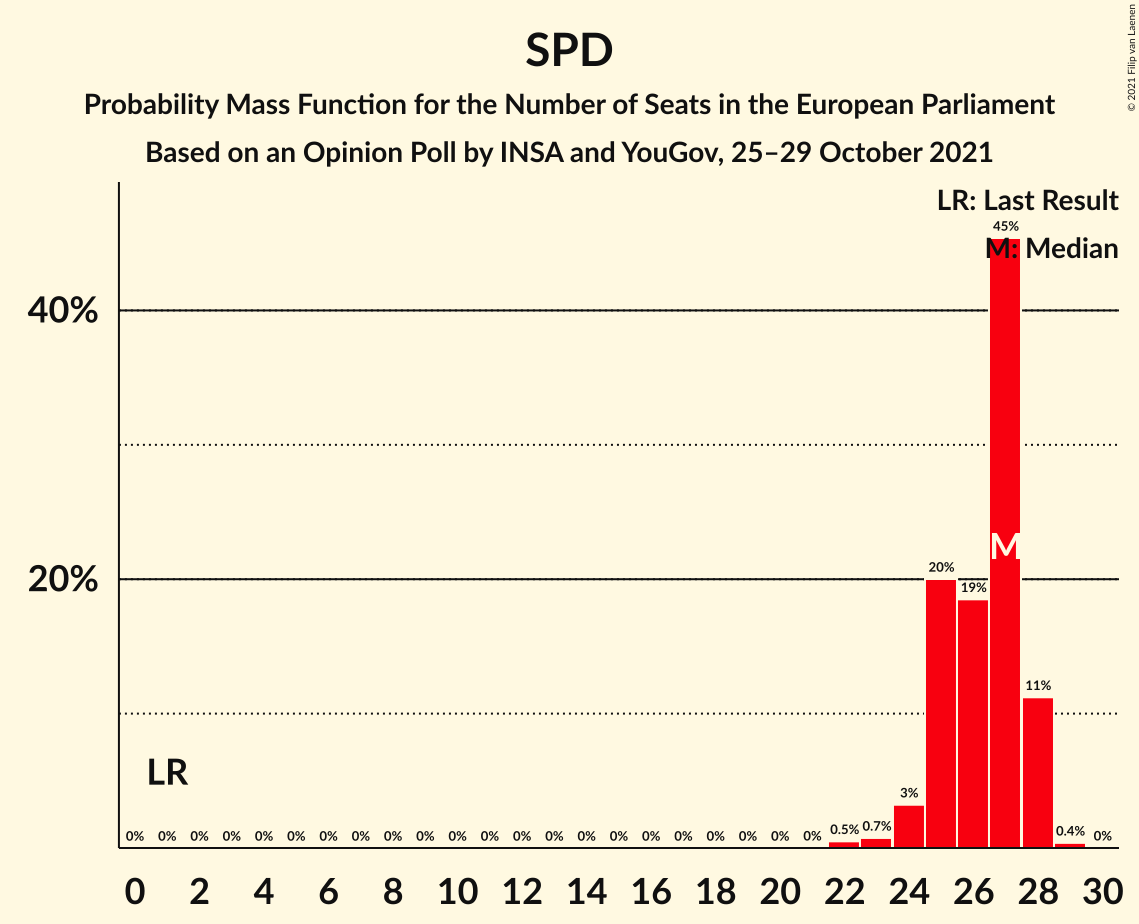 SPD
Probability Mass Function for the Number of Seats in the European Parliament
Based on an Opinion Poll by INSA and YouGov, 25–29 October 2021
© 2021 Filip van Laenen
LR: Last Result
M: Median
45%
40%
M
20%
20%
19%
11%
LR
3%
0% 0% 0% 0% 0% 0% 0% 0% 0% 0% 0% 0% 0% 0% 0% 0% 0% 0% 0% 0% 0% 0% 0.5% 0.7% 0.4% 0%
0 2 4 6 8 10 12 14 16 18 20 22 24 26 28 30